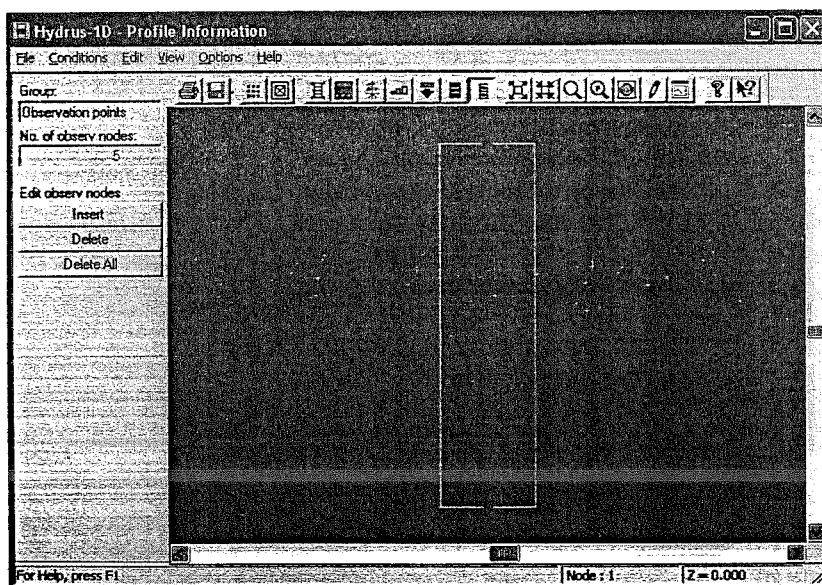 Hydrus-1D - Profile Information
File Conditions Edit View Options Help
Group:
Observation points
No. of observ nodes:
5
Edit observ nodes
Insert
Delete
Delete All
For Help, press F1
Node : 1
Z = 0.000